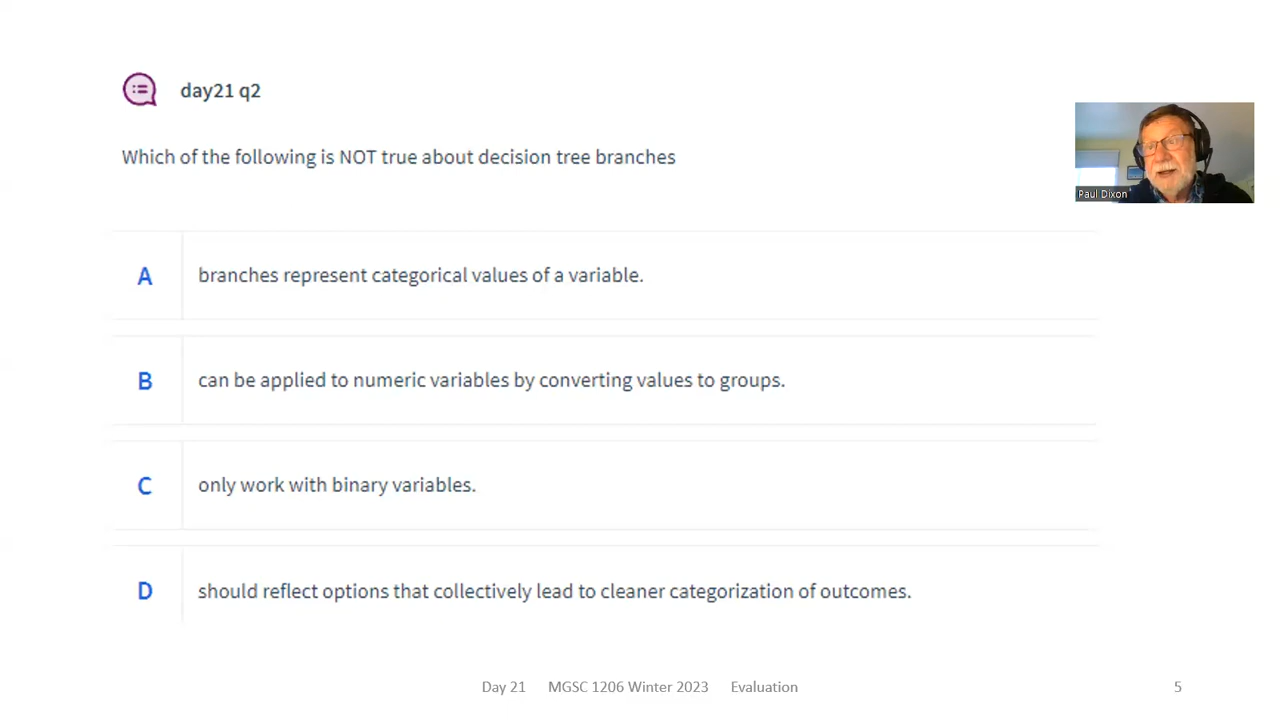 day21 q2
Which of the following is NOT true about decision tree branches
Paul Dixon
A branches represent categorical values of a variable.
B can be applied to numeric variables by converting values to groups.
C only work with binary variables.
D should reflect options that collectively lead to cleaner categorization of outcomes.
Day 21 MGSC 1206 Winter 2023 Evaluation 5